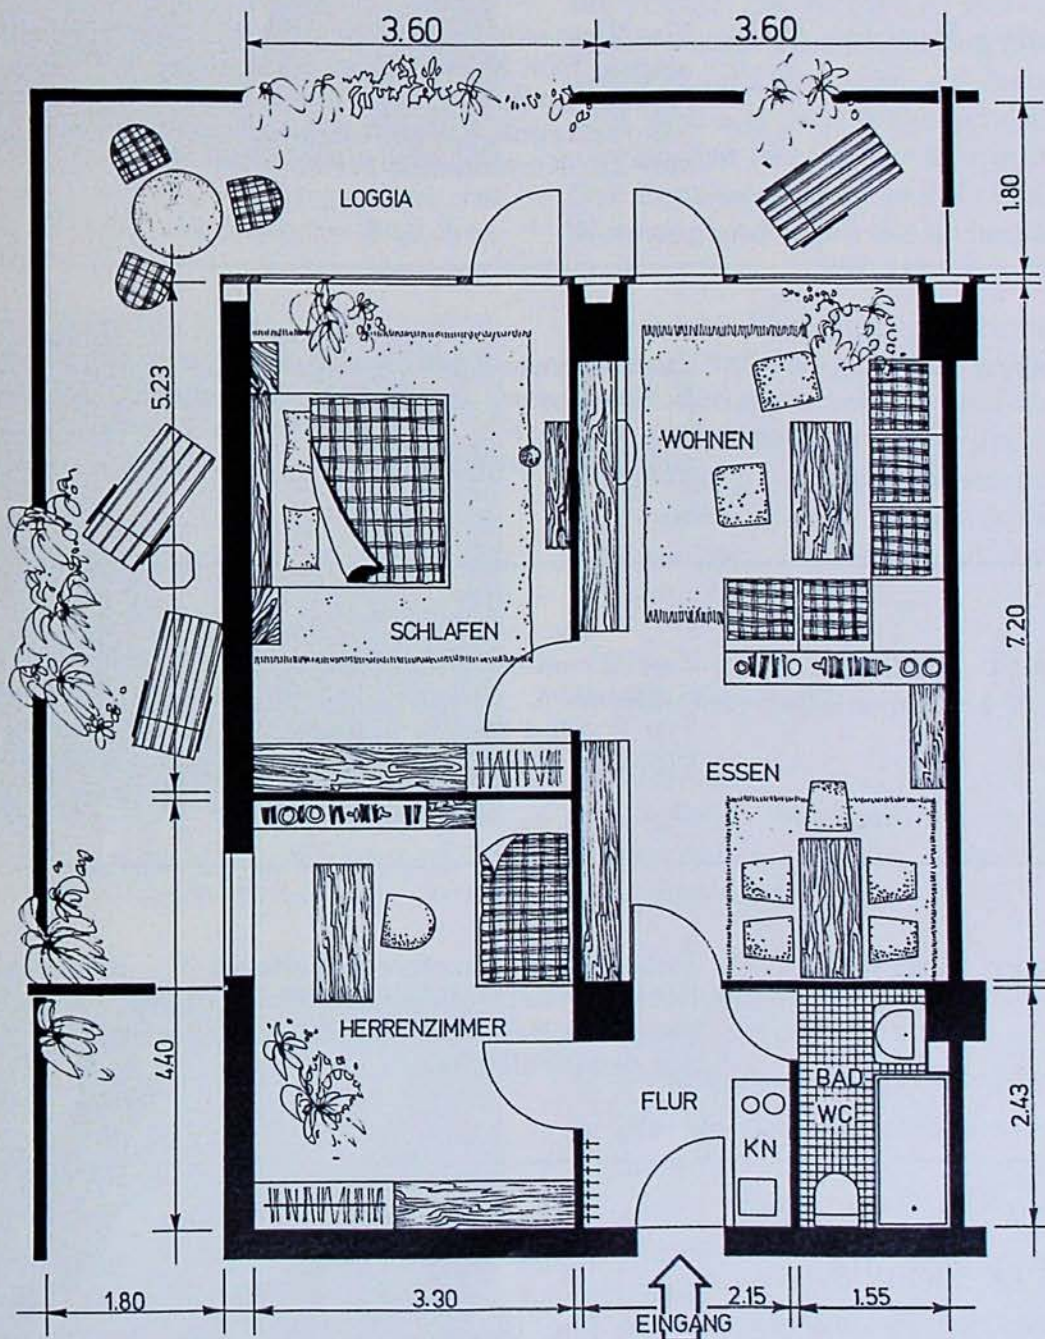 3.60
3.60
LOGGIA
1.80
5.23
WOHNEN
SCHLAFEN
7.20
ESSEN
HERRENZIMMER
4.40
FLUR
BAD
WC
KN
2.43
1.80
3.30
2.15
1.55
EINGANG